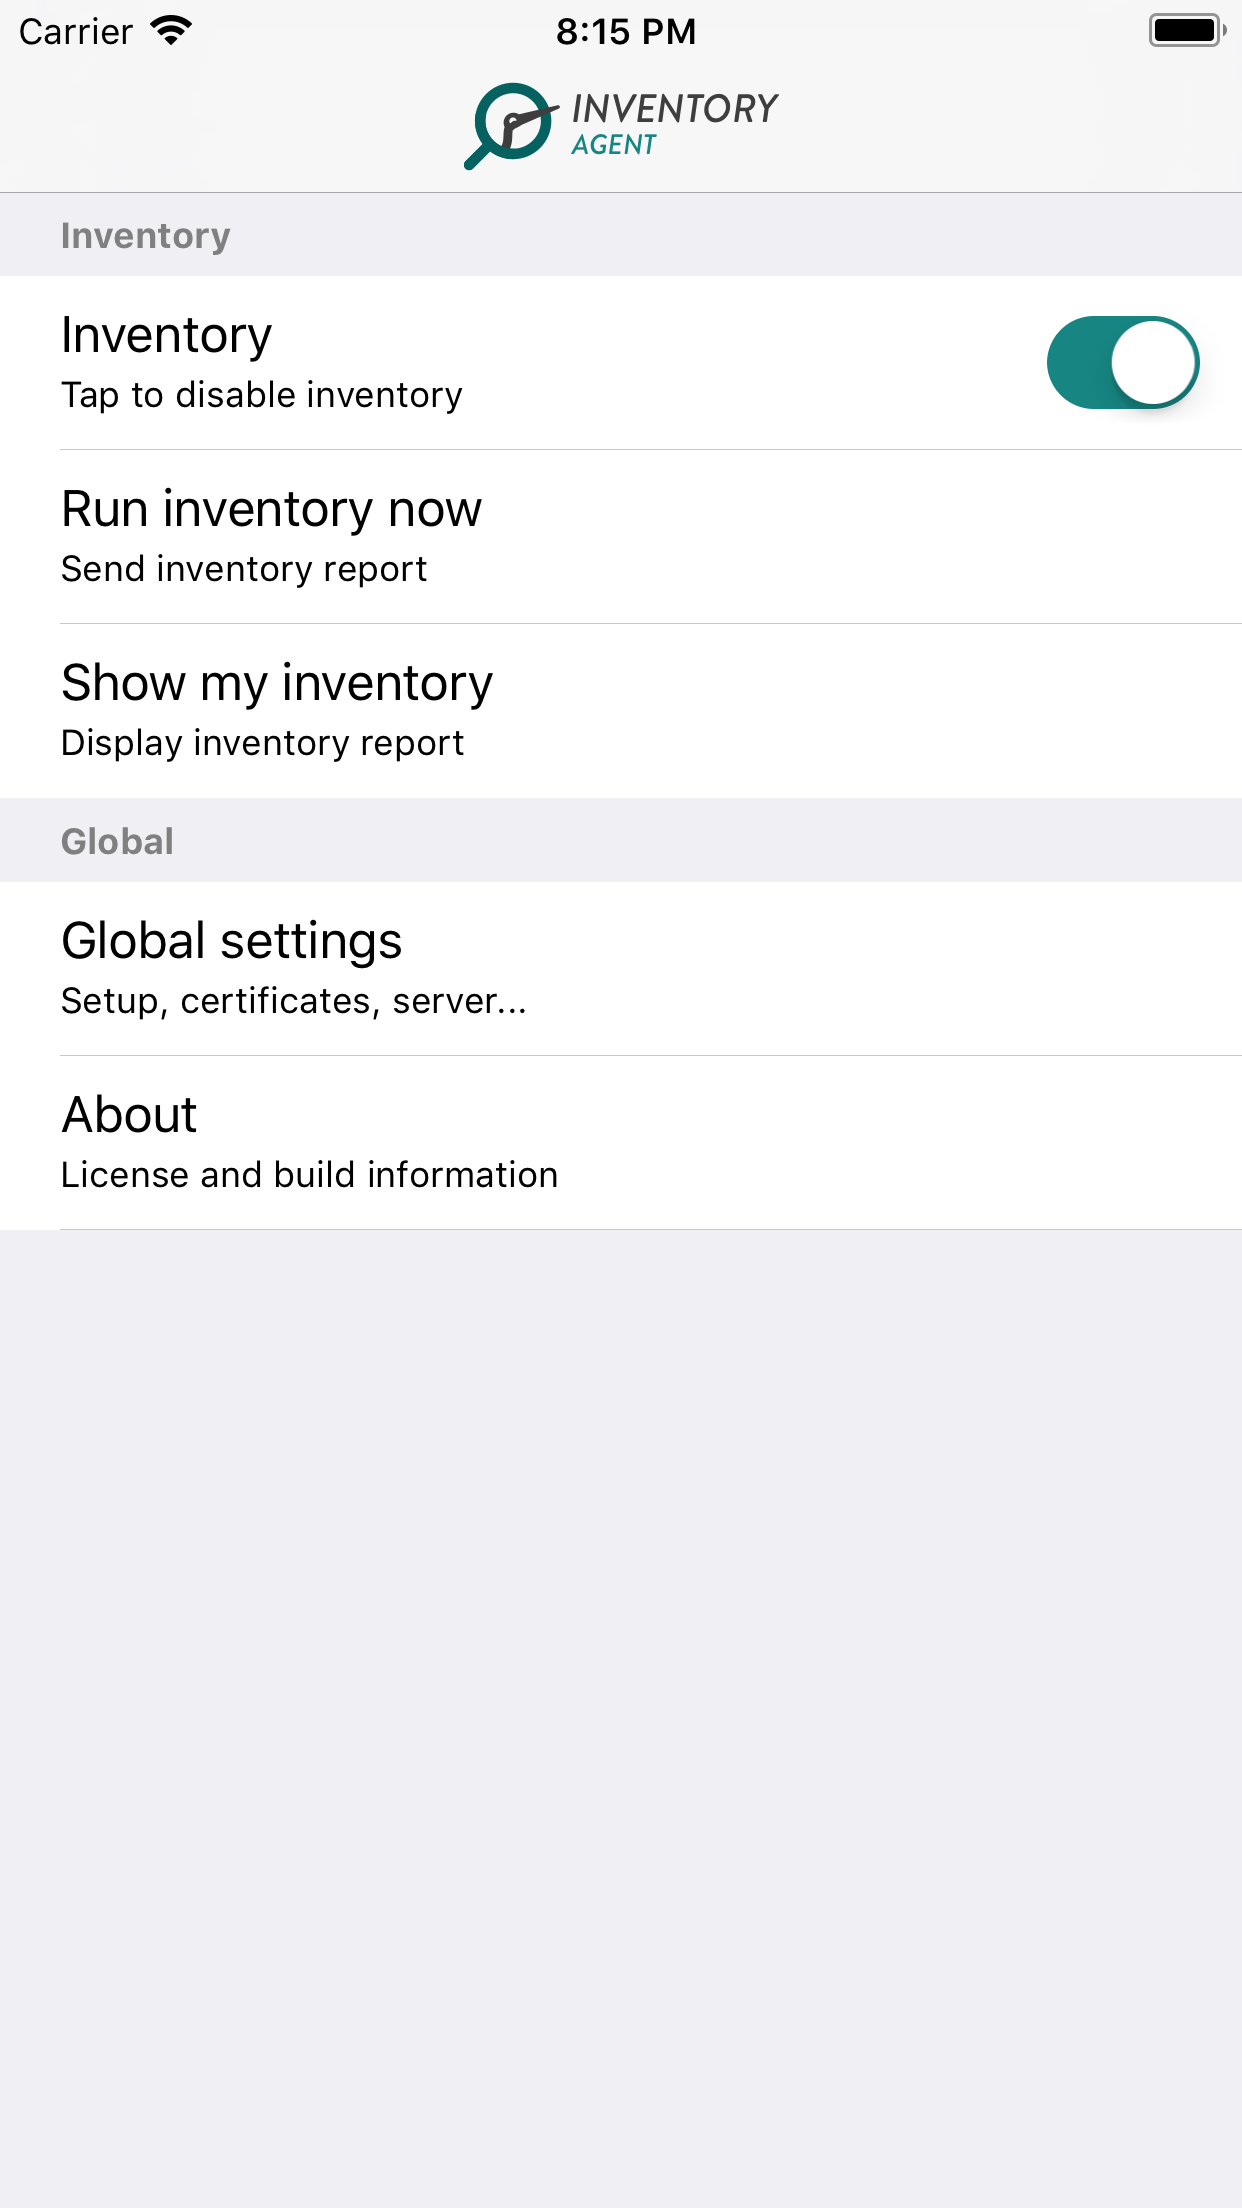 Carrier
8:15 PM
INVENTORY
AGENT
Inventory
Inventory
Tap to disable inventory
Run inventory now
Send inventory report
Show my inventory
Display inventory report
Global
Global settings
Setup, certificates, server...
About
License and build information